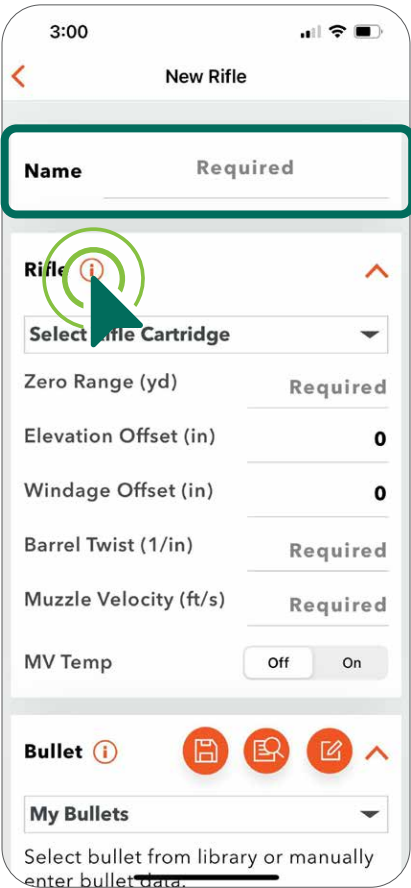 3:00
New Rifle
Name Required
Rifle
Select Rifle Cartridge
Zero Range (yd) Required
Elevation Offset (in) 0
Windage Offset (in) 0
Barrel Twist (1/in) Required
Muzzle Velocity (ft/s) Required
MV Temp Off On
Bullet
My Bullets
Select bullet from library or manually
enter bullet data.